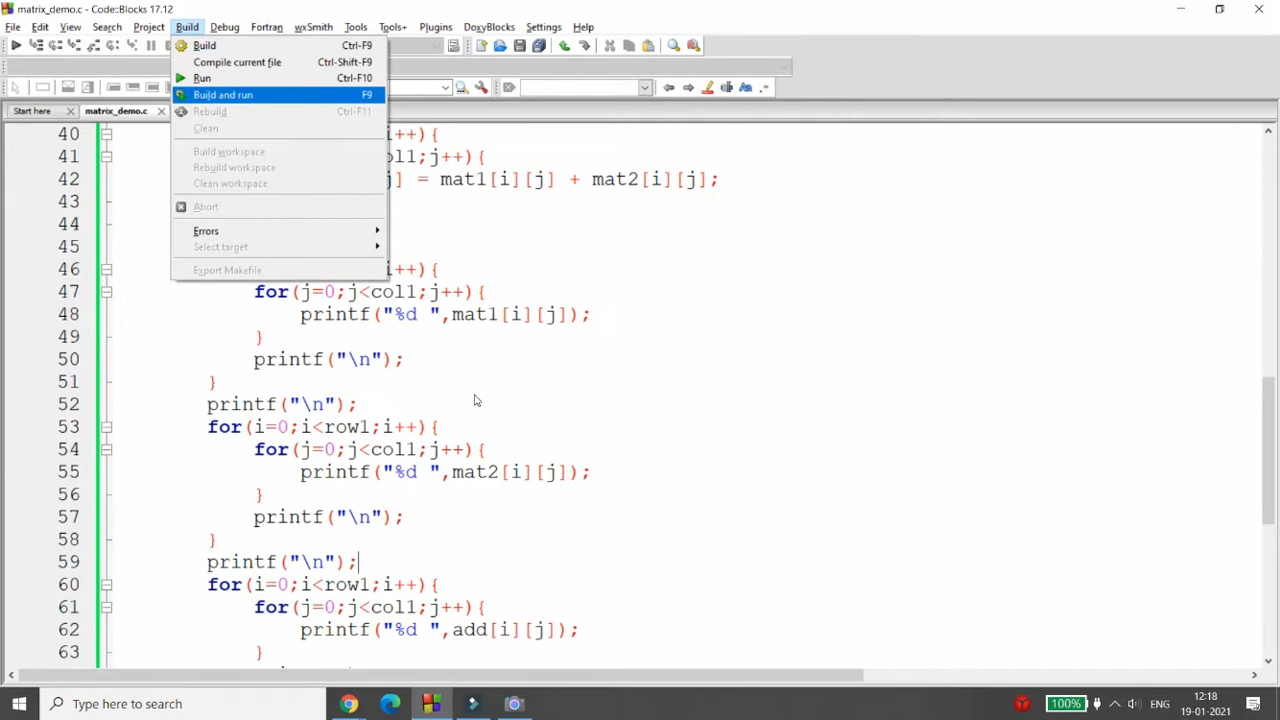 matrix_demo.c - Code::Blocks 17.12
File Edit View Search Project Build Debug Fortran wxSmith Tools Tools+ Plugins DoxyBlocks Settings Help
Build Ctrl-F9
Compile current file Ctrl-Shift-F9
Run Ctrl-F10
Build and run F9
Rebuild Ctrl-F11
Clean
Build workspace
Rebuild workspace
Clean workspace
Abort
Errors
Select target
Export Makefile
Start here matrix_demo.c
40 i++){
41 ol1;j++){
42 j] = mat1[i][j] + mat2[i][j];
43
44
45
46 i++){
47 for(j=0;j<col1;j++){
48 printf("%d ",mat1[i][j]);
49 }
50 printf("\n");
51 }
52 printf("\n");
53 for(i=0;i<row1;i++){
54 for(j=0;j<col1;j++){
55 printf("%d ",mat2[i][j]);
56 }
57 printf("\n");
58 }
59 printf("\n");
60 for(i=0;i<row1;i++){
61 for(j=0;j<col1;j++){
62 printf("%d ",add[i][j]);
63 }
Type here to search
100%
ENG
12:18
19-01-2021